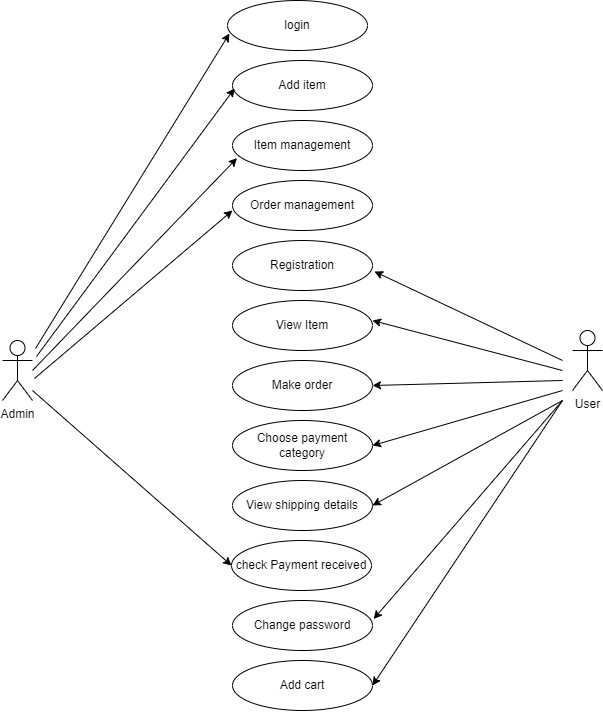 login
Add item
Item management
Order management
Registration
View Item
Make order
Choose payment
category
View shipping details
check Payment received
Change password
Add cart
Admin
User